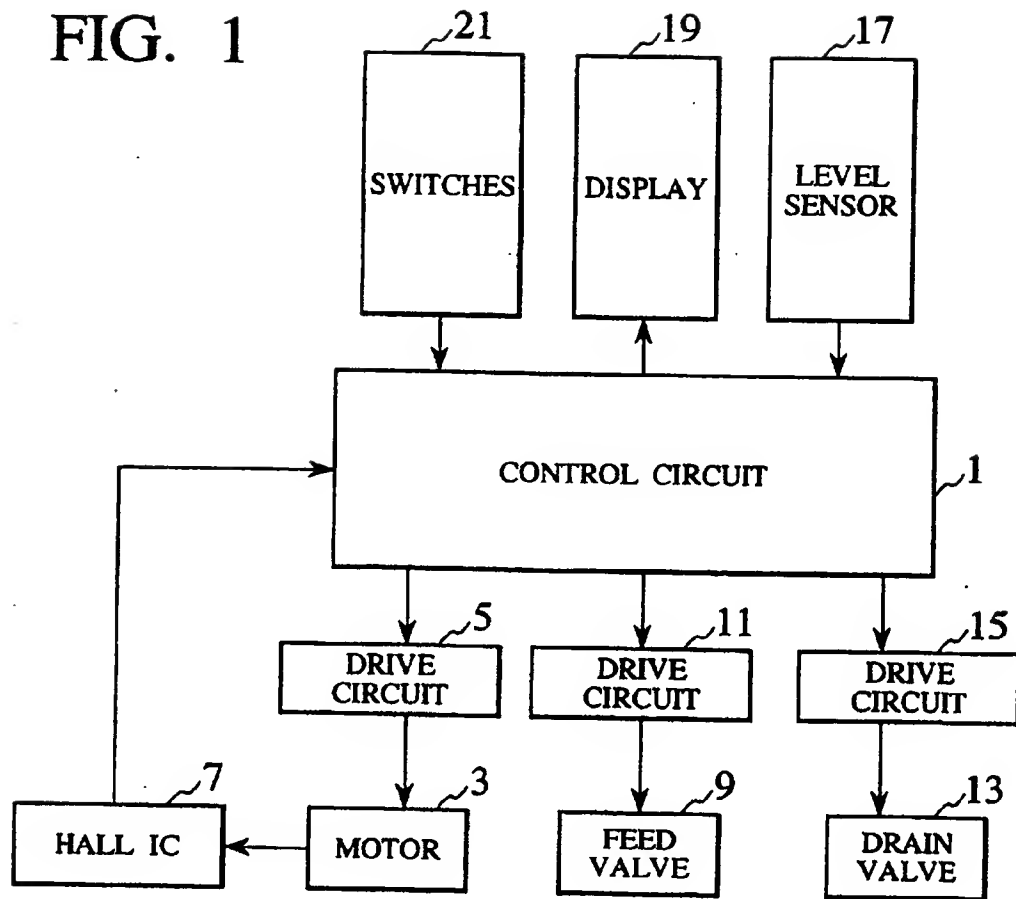 FIG. 1
21
19
17
SWITCHES
DISPLAY
LEVEL
SENSOR
CONTROL CIRCUIT
1
5
11
15
DRIVE
CIRCUIT
DRIVE
CIRCUIT
DRIVE
CIRCUIT
7
3
9
13
HALL IC
MOTOR
FEED
VALVE
DRAIN
VALVE